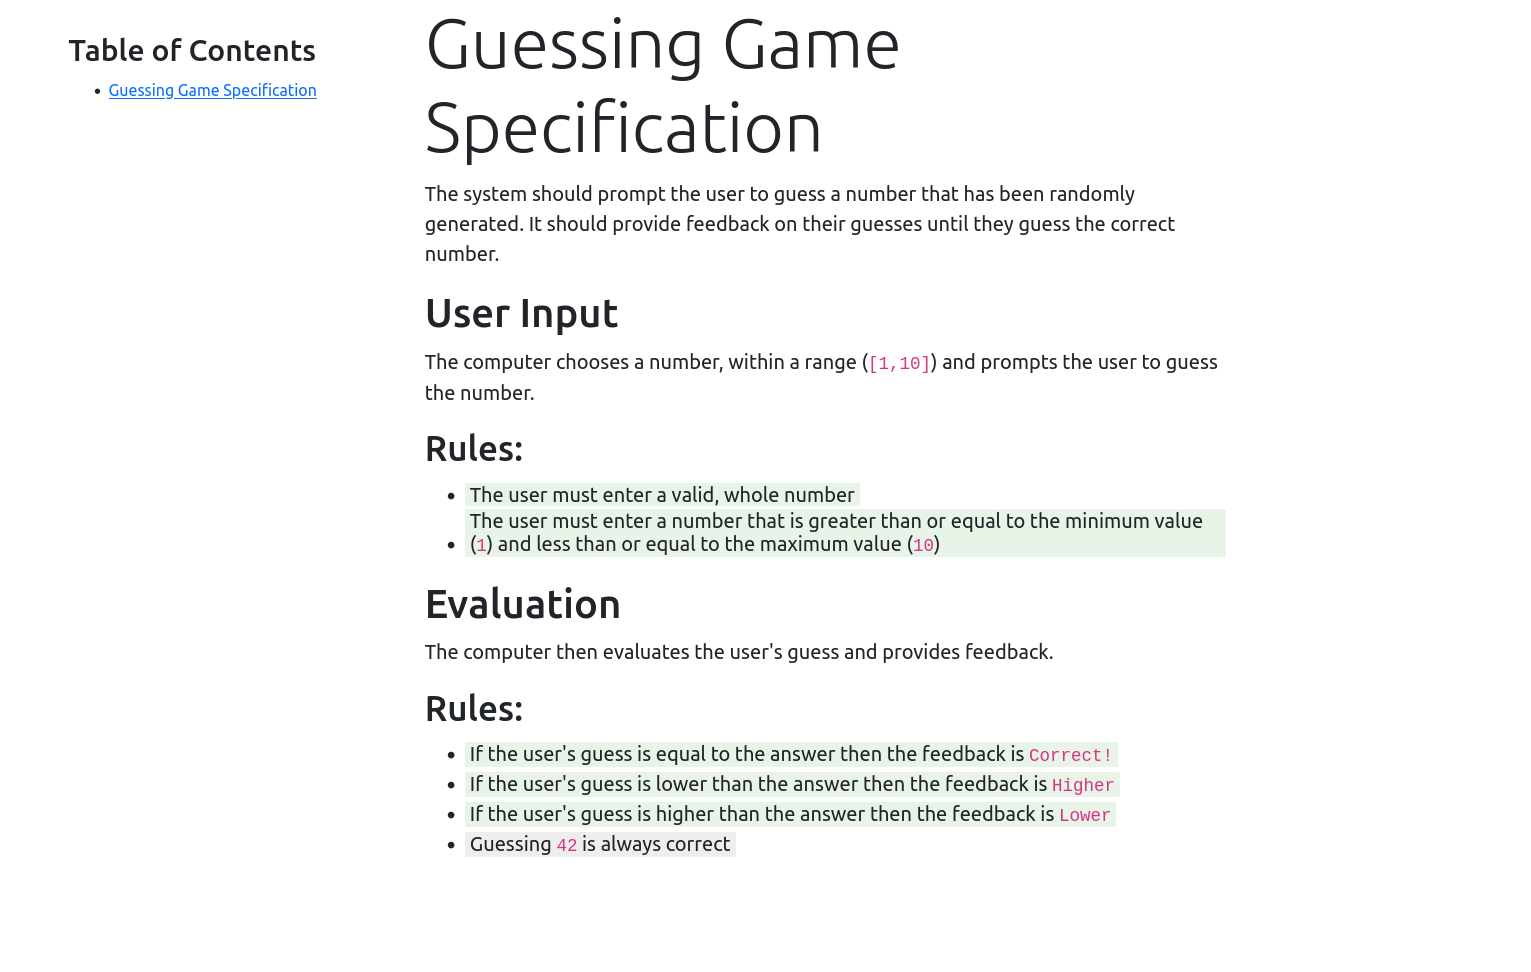 Table of Contents
• Guessing Game Specification
Guessing Game
Specification
The system should prompt the user to guess a number that has been randomly
generated. It should provide feedback on their guesses until they guess the correct
number.
User Input
The computer chooses a number, within a range ([1,10]) and prompts the user to guess
the number.
Rules:
• The user must enter a valid, whole number
• The user must enter a number that is greater than or equal to the minimum value
(1) and less than or equal to the maximum value (10)
Evaluation
The computer then evaluates the user's guess and provides feedback.
Rules:
• If the user's guess is equal to the answer then the feedback is Correct!
• If the user's guess is lower than the answer then the feedback is Higher
• If the user's guess is higher than the answer then the feedback is Lower
• Guessing 42 is always correct